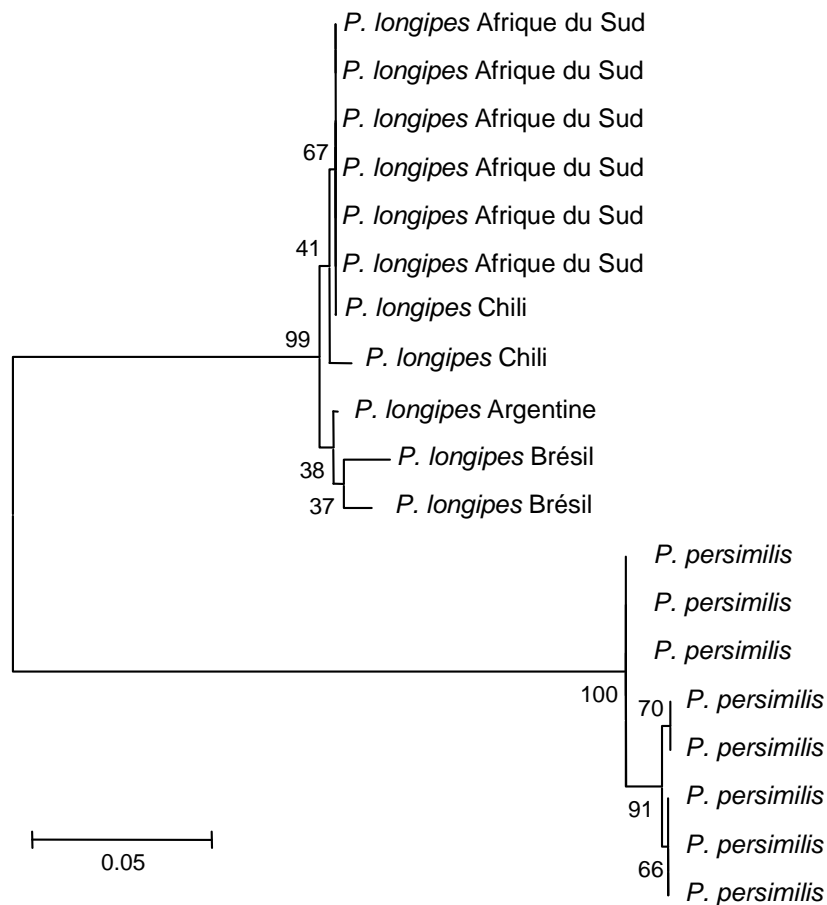 P. longipes Afrique du Sud
P. longipes Afrique du Sud
P. longipes Afrique du Sud
67
P. longipes Afrique du Sud
P. longipes Afrique du Sud
41
P. longipes Afrique du Sud
P. longipes Chili
99
P. longipes Chili
P. longipes Argentine
P. longipes Brésil
38
P. longipes Brésil
37
P. persimilis
P. persimilis
P. persimilis
100
P. persimilis
70
P. persimilis
P. persimilis
91
P. persimilis
66
P. persimilis
0.05